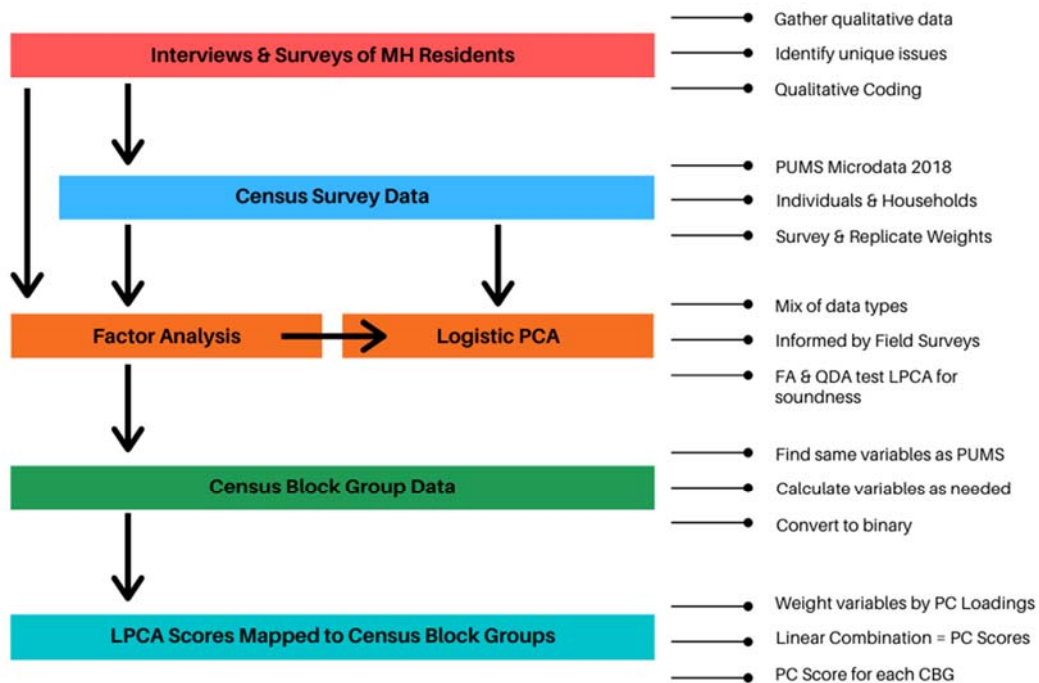 Gather qualitative data
Interviews & Surveys of MH Residents
Identify unique issues
Qualitative Coding
PUMS Microdata 2018
Census Survey Data
Individuals & Households
Survey & Replicate Weights
Mix of data types
Factor Analysis
Logistic PCA
Informed by Field Surveys
FA & QDA test LPCA for
soundness
Find same variables as PUMS
Census Block Group Data
Calculate variables as needed
Convert to binary
Weight variables by PC Loadings
LPCA Scores Mapped to Census Block Groups
Linear Combination = PC Scores
PC Score for each CBG